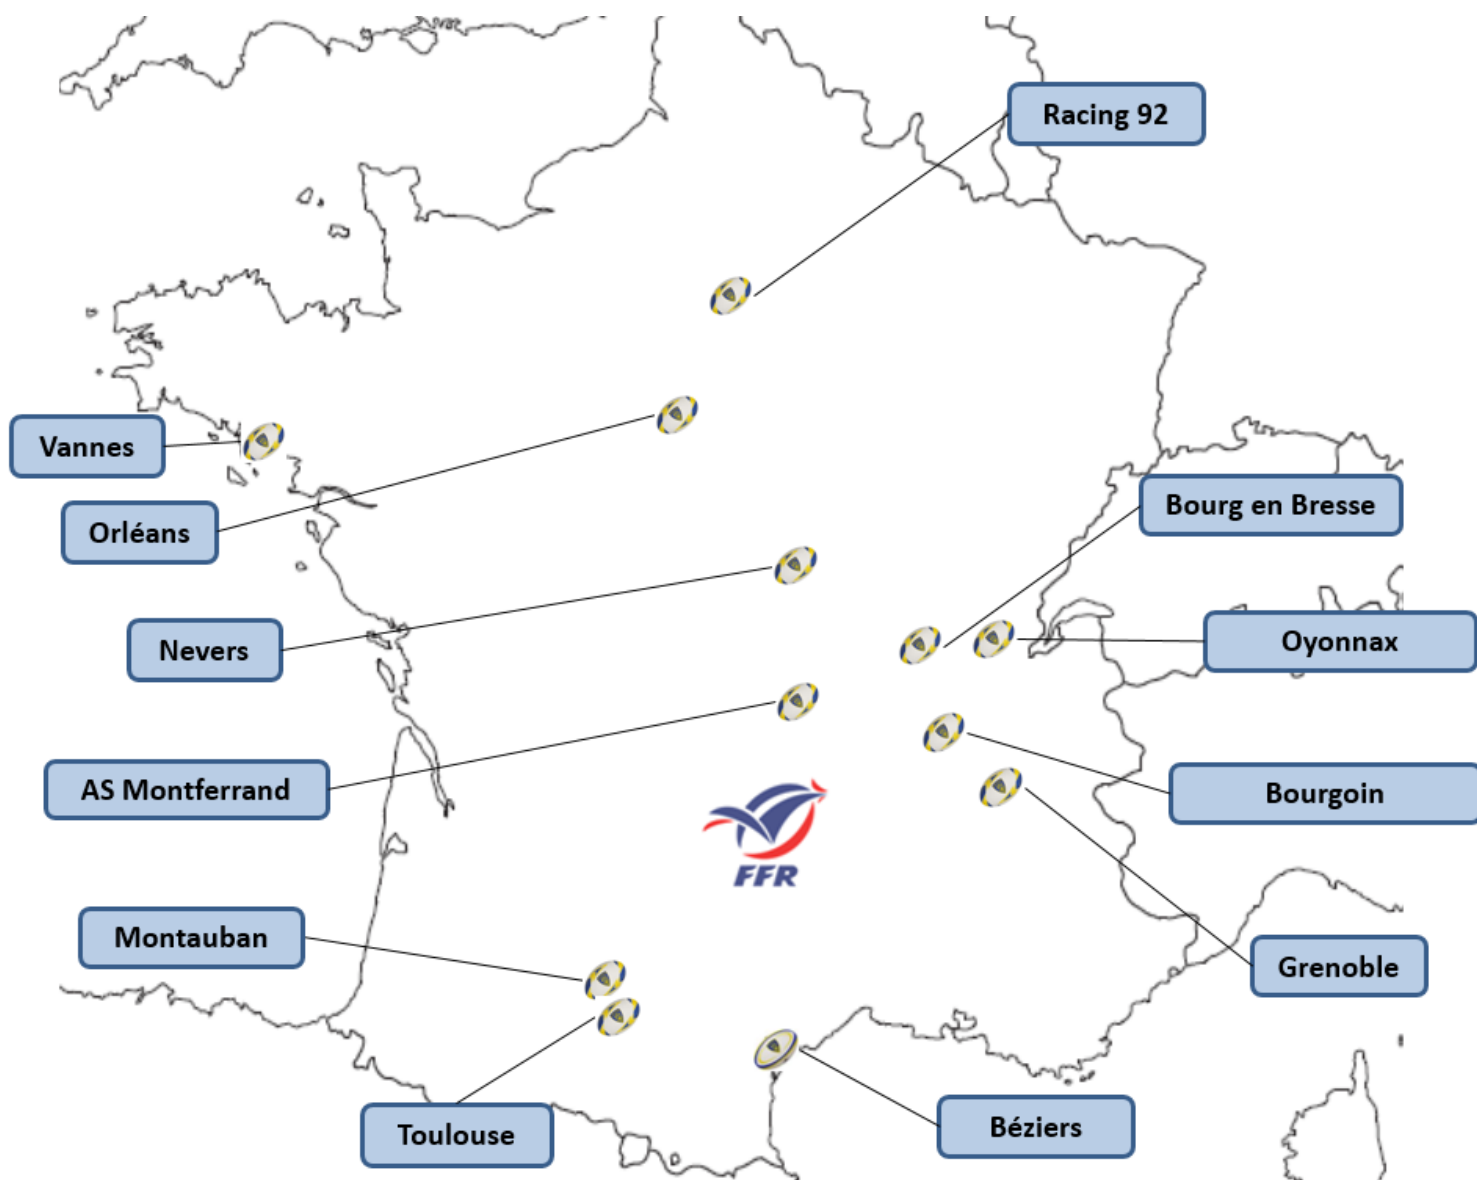 Racing 92
Vannes
Orléans
Bourg en Bresse
Nevers
Oyonnax
AS Montferrand
Bourgoin
FFR
Montauban
Grenoble
Toulouse
Béziers